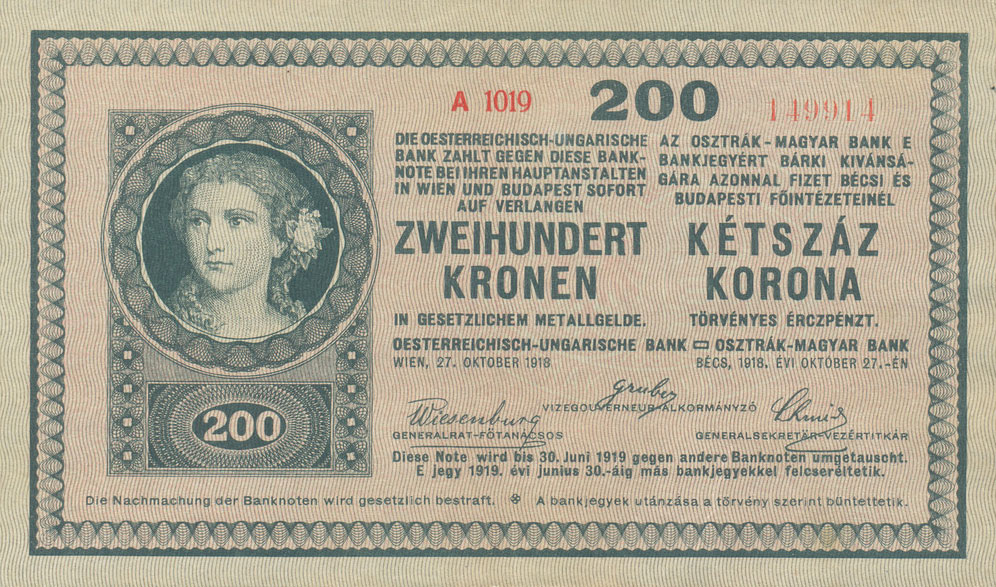 A 1019 200 149914
DIE OESTERREICHISCH-UNGARISCHE
BANK ZAHLT GEGEN DIESE BANK-
NOTE BEI IHREN HAUPTANSTALTEN
IN WIEN UND BUDAPEST SOFORT
AUF VERLANGEN
ZWEIHUNDERT
KRONEN
IN GESETZLICHEM METALLGELDE.
AZ OSZTRÁK-MAGYAR BANK E
BANKJEGYÉRT BÁRKI KIVÁNSÁ-
GÁRA AZONNAL FIZET BÉCSI ÉS
BUDAPESTI FŐINTÉZETEINÉL
KÉTSZÁZ
KORONA
TÖRVÉNYES ÉRCZPÉNZT.
OESTERREICHISCH-UNGARISCHE BANK OSZTRÁK-MAGYAR BANK
WIEN, 27. OKTOBER 1918 BÉCS, 1918. ÉVI OKTOBER 27.-ÉN
gruber
VIZEGOUVERNEUR-ALKORMÁNYZÓ
Wiesenburg
GENERALRAT-FŐTANÁCSOS
Schmid
GENERALSEKRETÄR-VEZÉRTITKÁR
200
Diese Note wird bis 30. Juni 1919 gegen andere Banknoten umgetauscht.
E jegy 1919. évi junius 30.-áig más bankjegyekkel felcseréltetik.
Die Nachmachung der Banknoten wird gesetzlich bestraft. A bankjegyek utánzása a törvény szerint büntettetik.